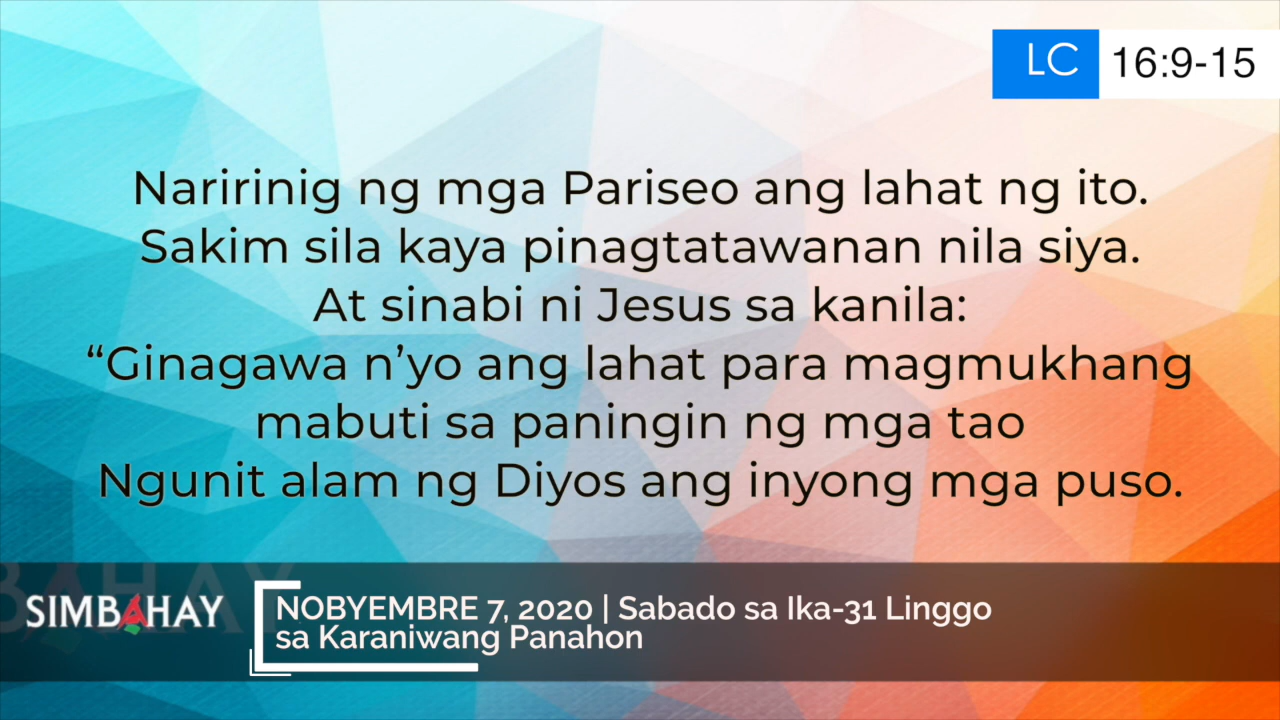 LC 16:9-15
Naririnig ng mga Pariseo ang lahat ng ito.
Sakim sila kaya pinagtatawanan nila siya.
At sinabi ni Jesus sa kanila:
“Ginagawa n’yo ang lahat para magmukhang
mabuti sa paningin ng mga tao
Ngunit alam ng Diyos ang inyong mga puso.
SIMBAHAY
NOBYEMBRE 7, 2020 | Sabado sa Ika-31 Linggo
sa Karaniwang Panahon